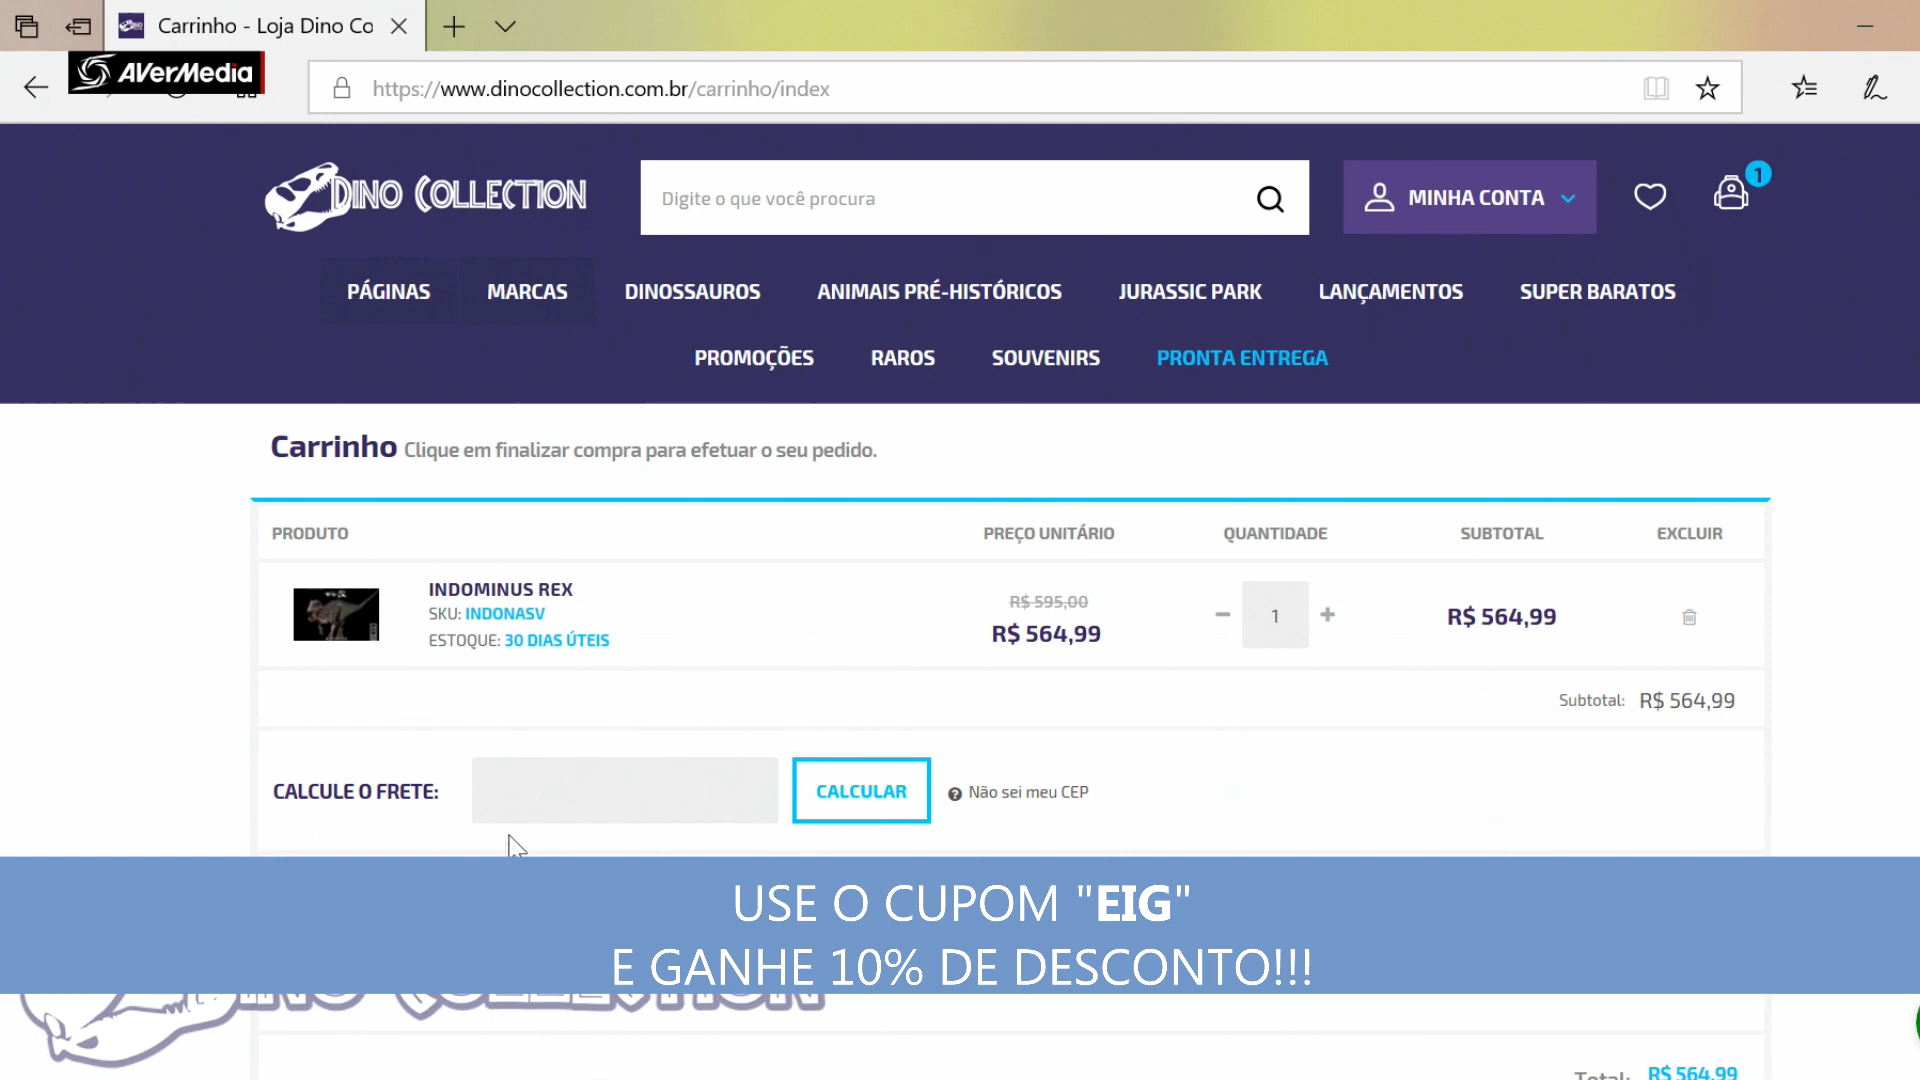 Carrinho - Loja Dino Co
AVerMedia
https://www.dinocollection.com.br/carrinho/index
DINO COLLECTION
Digite o que você procura
MINHA CONTA
1
PÁGINAS MARCAS DINOSSAUROS ANIMAIS PRÉ-HISTÓRICOS JURASSIC PARK LANÇAMENTOS SUPER BARATOS
PROMOÇÕES RAROS SOUVENIRS PRONTA ENTREGA
Carrinho Clique em finalizar compra para efetuar o seu pedido.
PRODUTO PREÇO UNITÁRIO QUANTIDADE SUBTOTAL EXCLUIR
INDOMINUS REX
SKU: INDONASV
ESTOQUE: 30 DIAS ÚTEIS
R$ 595,00
R$ 564,99
1
R$ 564,99
Subtotal: R$ 564,99
CALCULE O FRETE: CALCULAR Não sei meu CEP
USE O CUPOM "EIG"
E GANHE 10% DE DESCONTO!!!
DINO COLLECTION
Total: R$ 564,99